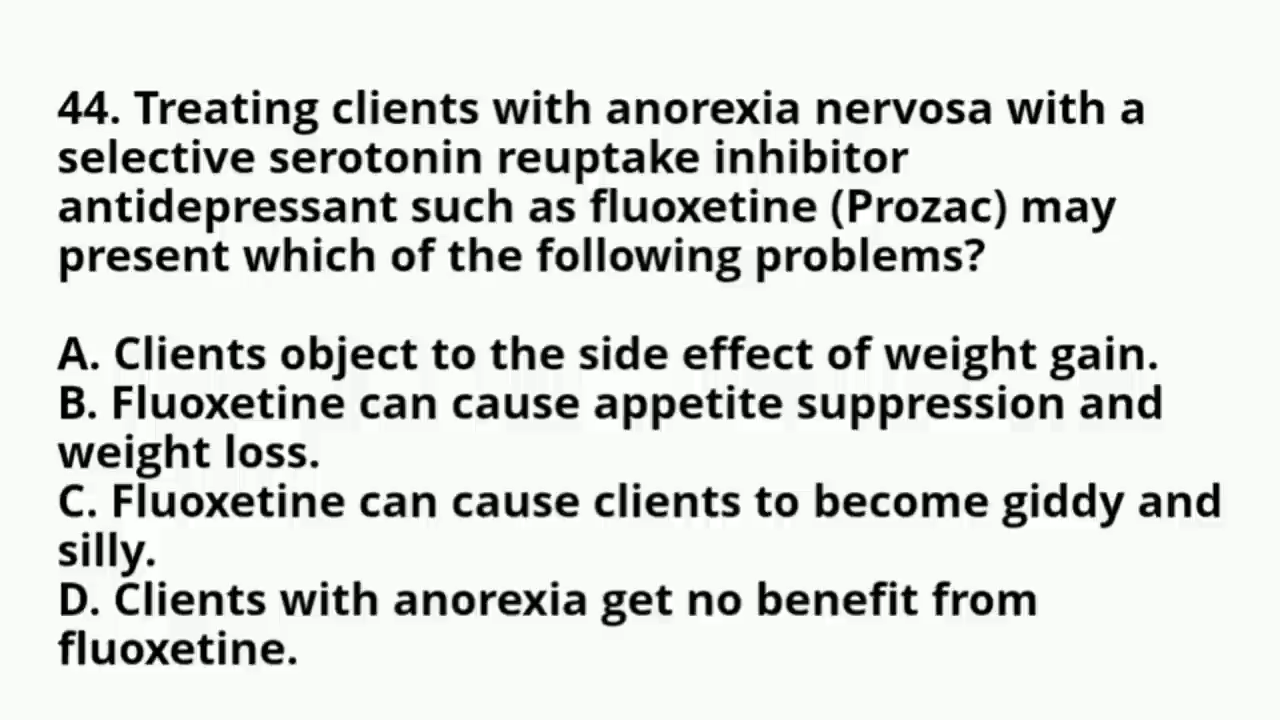 44. Treating clients with anorexia nervosa with a
selective serotonin reuptake inhibitor
antidepressant such as fluoxetine (Prozac) may
present which of the following problems?
A. Clients object to the side effect of weight gain.
B. Fluoxetine can cause appetite suppression and
weight loss.
C. Fluoxetine can cause clients to become giddy and
silly.
D. Clients with anorexia get no benefit from
fluoxetine.